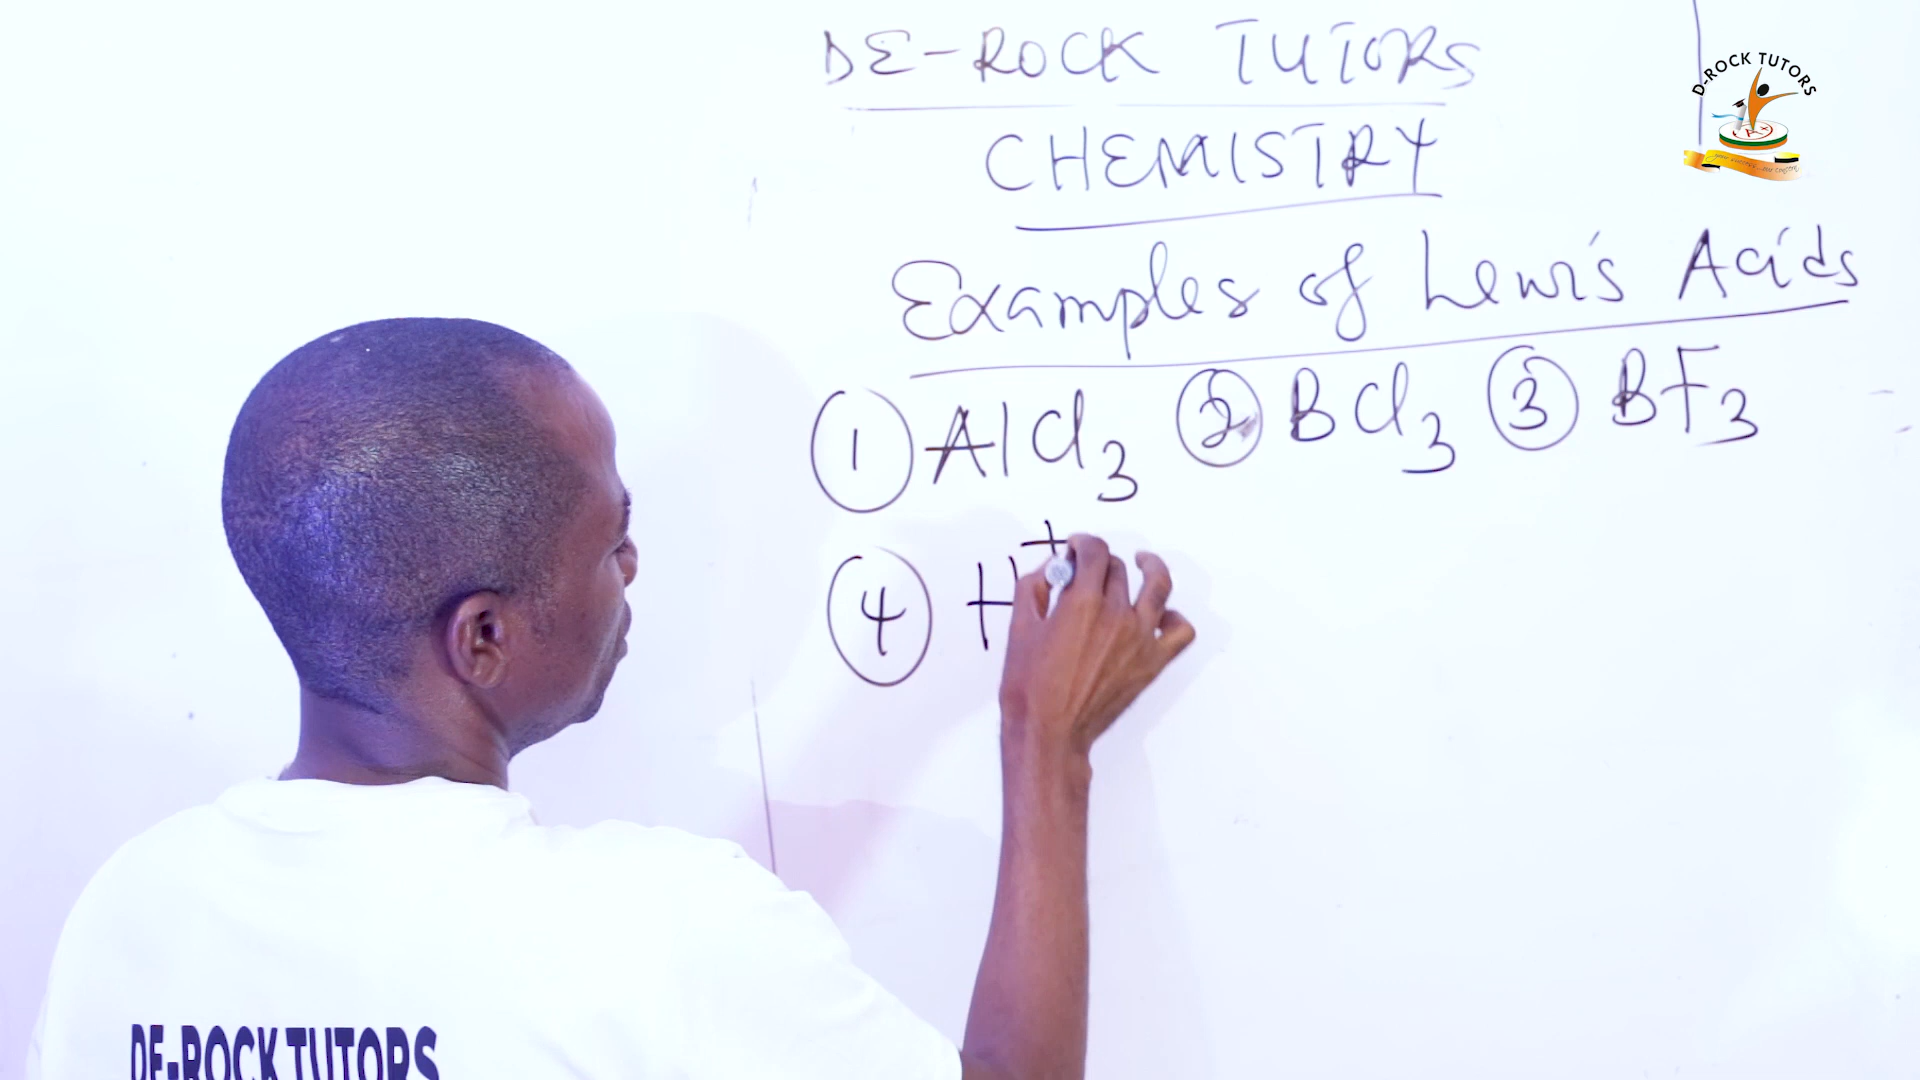 DE-ROCK TUTORS
CHEMISTRY
Examples of Lewis Acids
① AlCl₃ ② BCl₃ ③ BF₃
④ H⁺
D-ROCK TUTORS
A+
DE-ROCK TUTORS